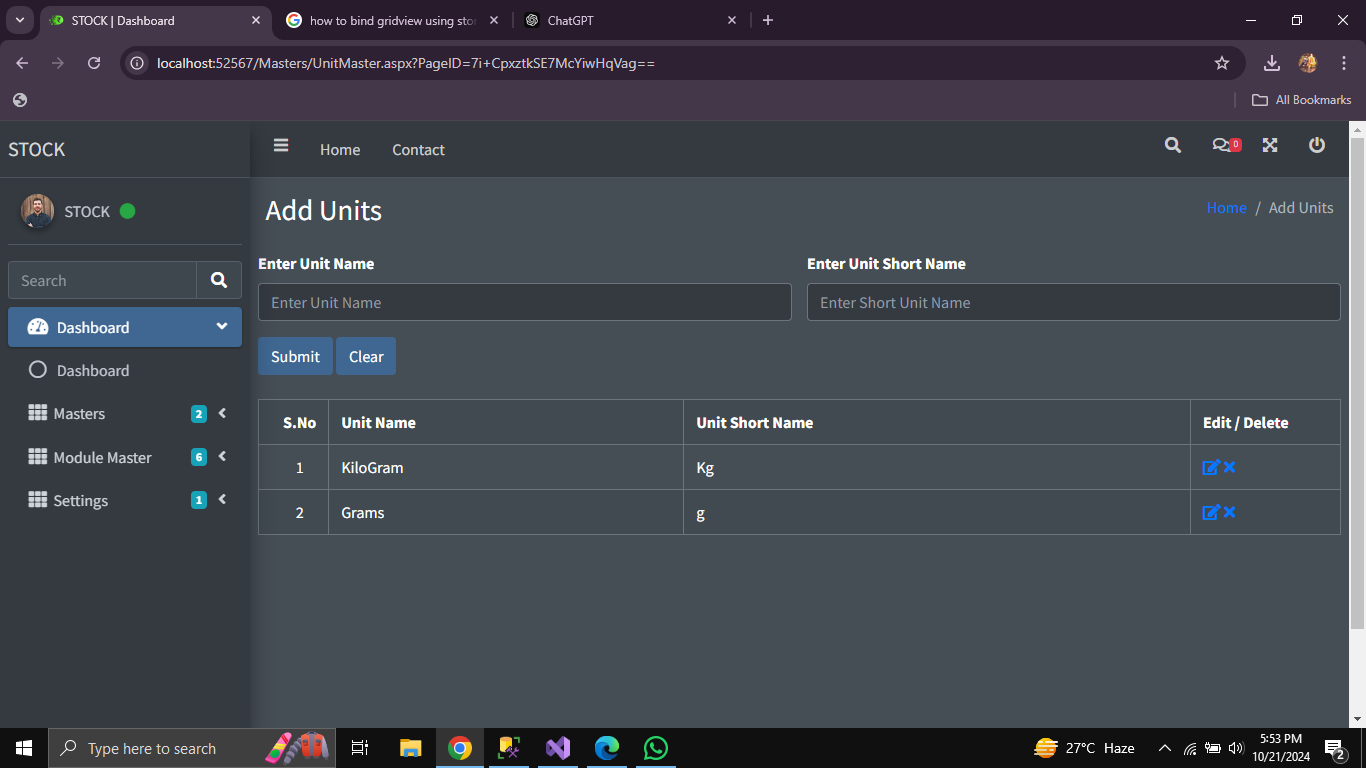 STOCK | Dashboard
how to bind gridview using stor
ChatGPT
localhost:52567/Masters/UnitMaster.aspx?PageID=7i+CpxztkSE7McYiwHqVag==
All Bookmarks
STOCK
Home
Contact
0
STOCK
Add Units
Home / Add Units
Search
Enter Unit Name
Enter Unit Short Name
Enter Unit Name
Enter Short Unit Name
Dashboard
Submit
Clear
Dashboard
Masters 2
Module Master 6
Settings 1
S.No Unit Name Unit Short Name Edit / Delete
1 KiloGram Kg
2 Grams g
Type here to search
27°C Haze
5:53 PM
10/21/2024
2